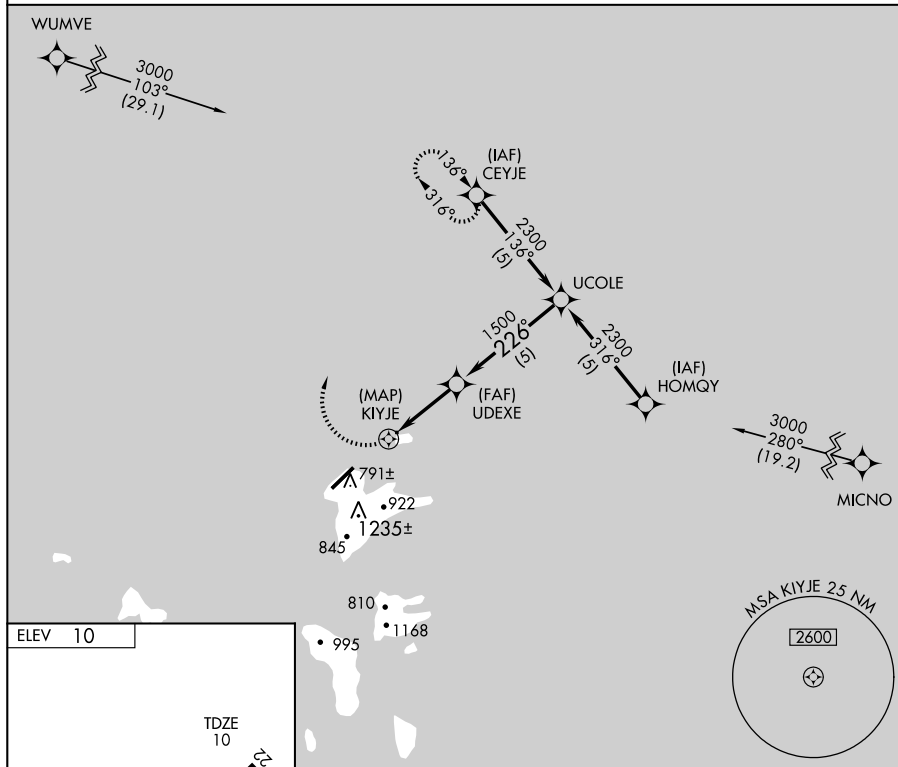 WUMVE
3000
103°
(29.1)
136°
316°
(IAF)
CEYJE
2300
136°
(5)
UCOLE
1500
226°
(5)
2300
316°
(5)
(IAF)
HOMQY
(MAP)
KIYJE
(FAF)
UDEXE
3000
280°
(19.2)
MICNO
791±
922
1235±
845
810
1168
995
MSA KIYJE 25 NM
2600
ELEV 10
TDZE
10
22